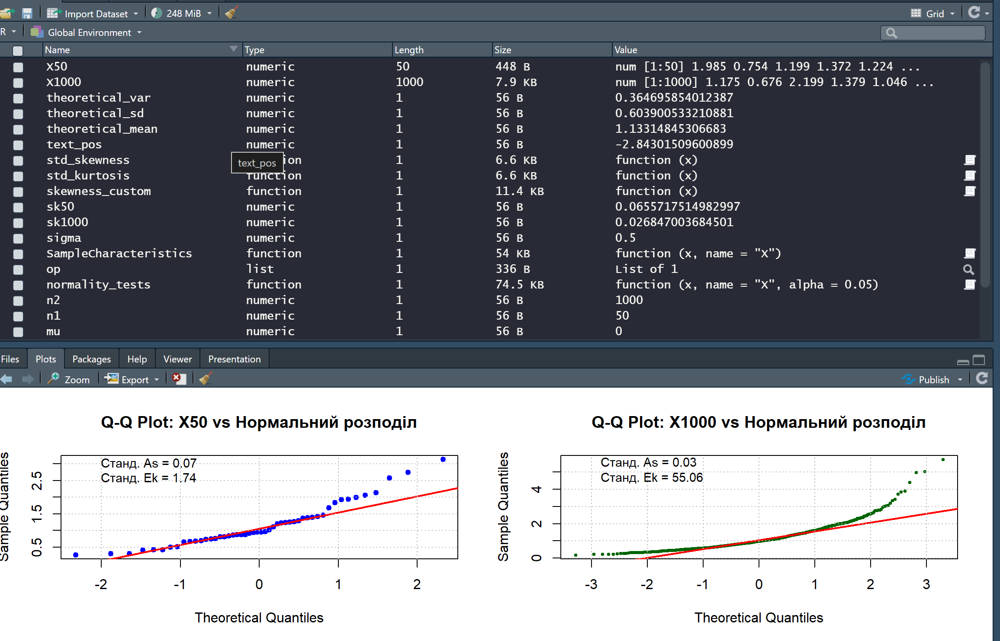 Import Dataset 248 MiB Grid
R Global Environment
Name Type Length Size Value
X50 numeric 50 448 B num [1:50] 1.985 0.754 1.199 1.372 1.224 ...
X1000 numeric 1000 7.9 KB num [1:1000] 1.175 0.676 2.199 1.379 1.046 ...
theoretical_var numeric 1 56 B 0.364695854012387
theoretical_sd numeric 1 56 B 0.603900533210881
theoretical_mean numeric 1 56 B 1.13314845306683
text_pos numeric 1 56 B -2.84301509600899
std_skewness ion 1 6.6 KB function (x)
text_pos
std_kurtosis function 1 6.6 KB function (x)
skewness_custom function 1 11.4 KB function (x)
sk50 numeric 1 56 B 0.0655717514982997
sk1000 numeric 1 56 B 0.026847003684501
sigma numeric 1 56 B 0.5
SampleCharacteristics function 1 54 KB function (x, name = "X")
op list 1 336 B List of 1
normality_tests function 1 74.5 KB function (x, name = "X", alpha = 0.05)
n2 numeric 1 56 B 1000
n1 numeric 1 56 B 50
mu numeric 1 56 B 0
Files Plots Packages Help Viewer Presentation
Zoom Export Publish
Q-Q Plot: X50 vs Нормальний розподіл
Станд. As = 0.07
Станд. Ek = 1.74
Sample Quantiles
0.5 1.5 2.5
-2 -1 0 1 2
Theoretical Quantiles
Q-Q Plot: X1000 vs Нормальний розподіл
Станд. As = 0.03
Станд. Ek = 55.06
Sample Quantiles
0 2 4
-3 -2 -1 0 1 2 3
Theoretical Quantiles